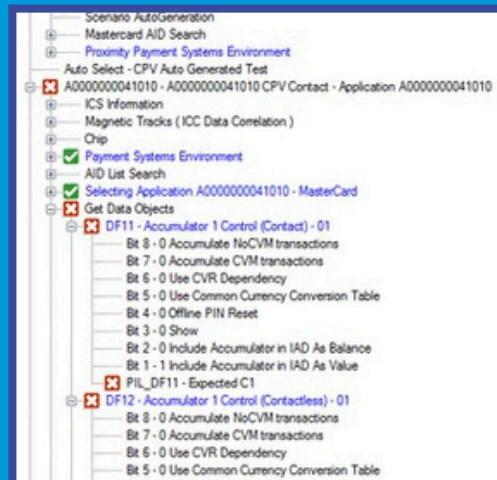 Scenario AutoGeneration
Mastercard AID Search
Proximity Payment Systems Environment
Auto Select - CPV Auto Generated Test
A0000000041010 - A0000000041010 CPV Contact - Application A0000000041010
ICS Information
Magnetic Tracks ( ICC Data Correlation )
Chip
Payment Systems Environment
AID List Search
Selecting Application A0000000041010 - MasterCard
Get Data Objects
DF11 - Accumulator 1 Control (Contact) - 01
Bit 8 - 0 Accumulate NoCVM transactions
Bit 7 - 0 Accumulate CVM transactions
Bit 6 - 0 Use CVR Dependency
Bit 5 - 0 Use Common Currency Conversion Table
Bit 4 - 0 Offline PIN Reset
Bit 3 - 0 Show
Bit 2 - 0 Include Accumulator in IAD As Balance
Bit 1 - 1 Include Accumulator in IAD As Value
PIL_DF11 - Expected C1
DF12 - Accumulator 1 Control (Contactless) - 01
Bit 8 - 0 Accumulate NoCVM transactions
Bit 7 - 0 Accumulate CVM transactions
Bit 6 - 0 Use CVR Dependency
Bit 5 - 0 Use Common Currency Conversion Table